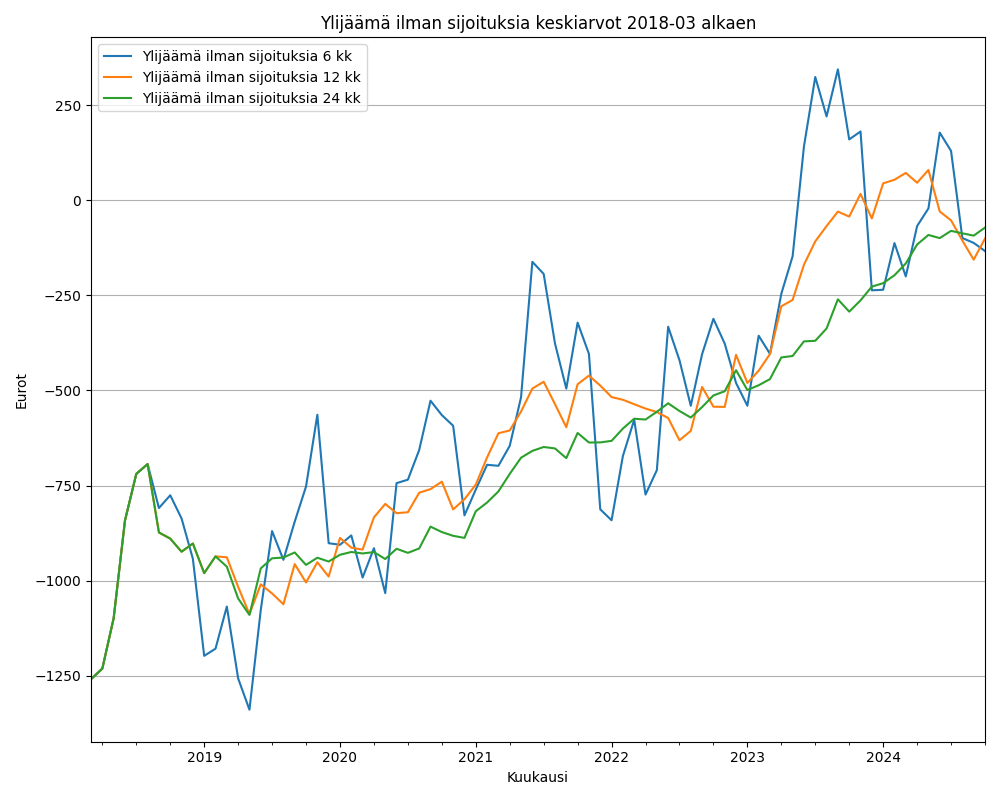 Ylijäämä ilman sijoituksia keskiarvot 2018-03 alkaen
Ylijäämä ilman sijoituksia 6 kk
Ylijäämä ilman sijoituksia 12 kk
Ylijäämä ilman sijoituksia 24 kk
Eurot
250
0
−250
−500
−750
−1000
−1250
2019 2020 2021 2022 2023 2024
Kuukausi